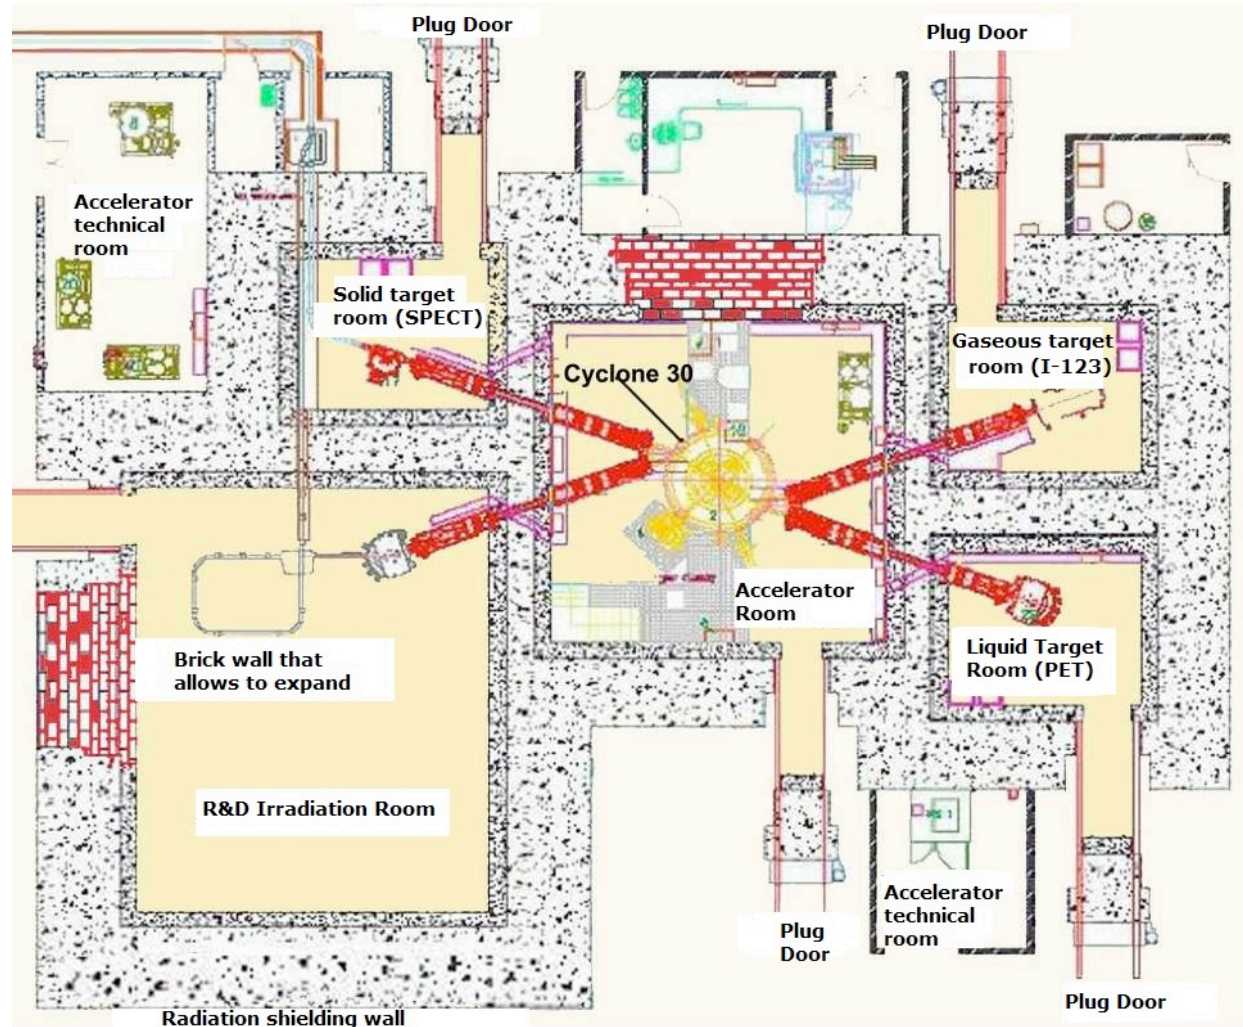 Plug Door
Plug Door
Accelerator
technical
room
Solid target
room (SPECT)
Cyclone 30
Gaseous target
room (I-123)
Accelerator
Room
Liquid Target
Room (PET)
Brick wall that
allows to expand
R&D Irradiation Room
Accelerator
technical
room
Plug
Door
Plug Door
Radiation shielding wall
2